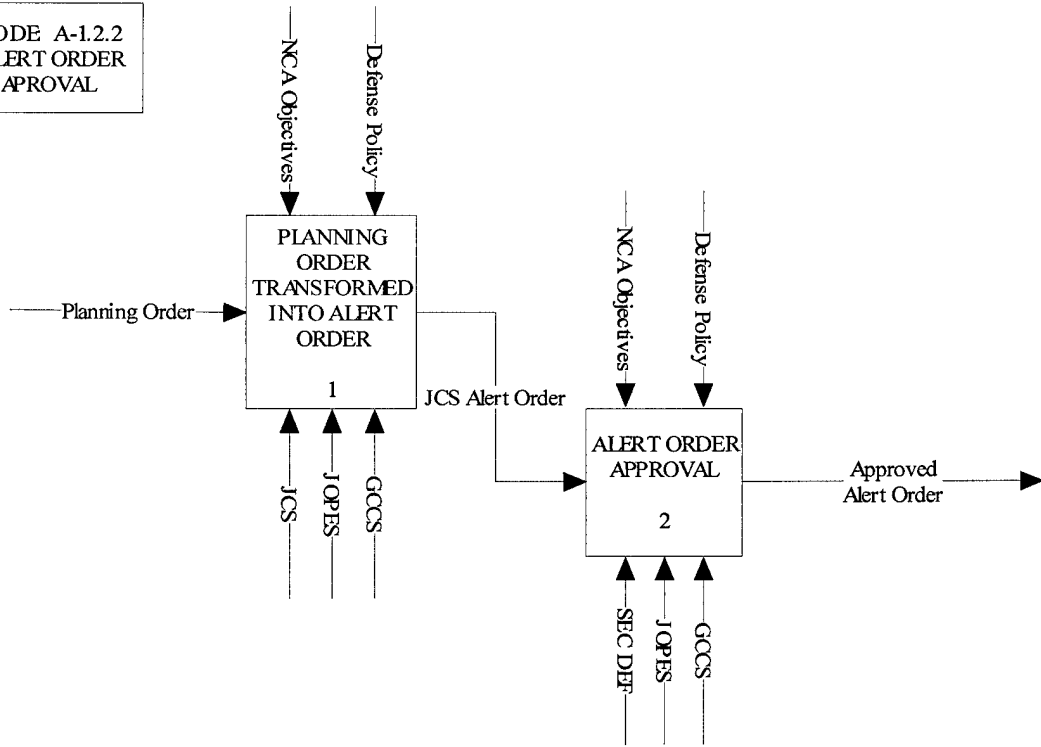 ODE A-1.2.2
LERT ORDER
APROVAL
NCA Objectives
Defense Policy
PLANNING
ORDER
TRANSFORMED
INTO ALERT
ORDER
1
Planning Order
JCS Alert Order
JCS
JOPES
GCCS
NCA Objectives
Defense Policy
ALERT ORDER
APPROVAL
2
Approved
Alert Order
SEC DEF
JOPES
GCCS